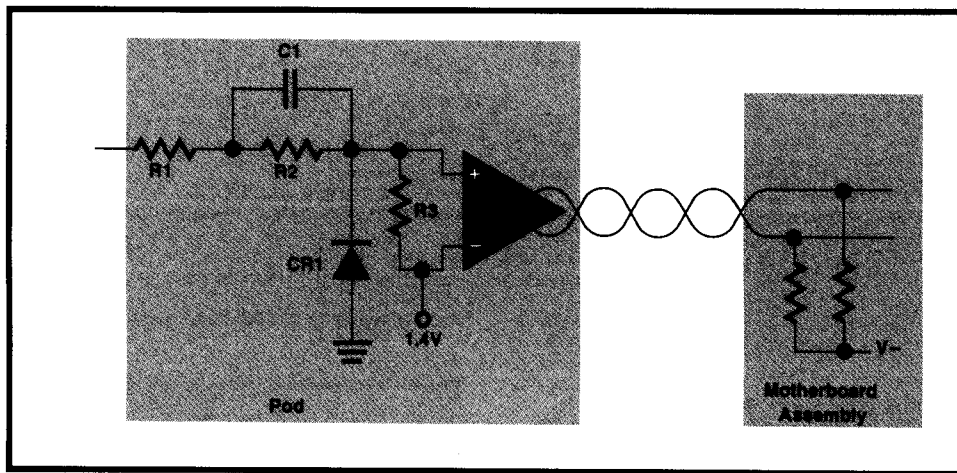 C1
R1
R2
R3
+
−
CR1
1.4V
V−
Pod
Motherboard
Assembly